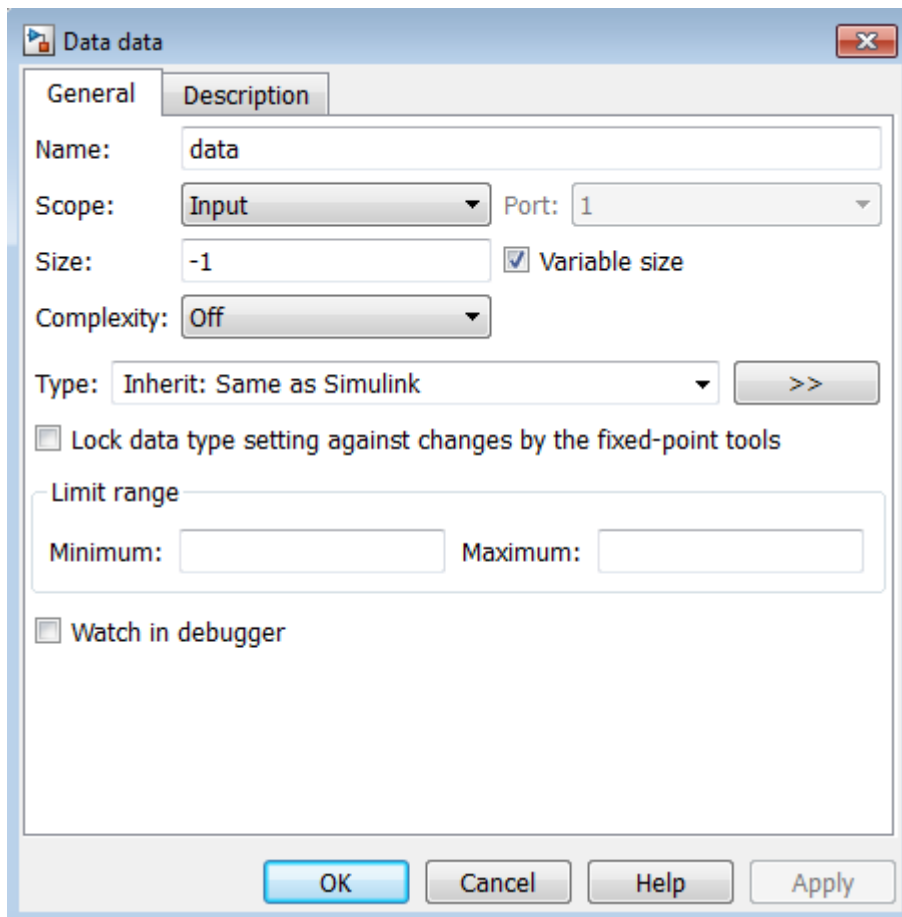 Data data
General Description
Name: data
Scope: Input Port: 1
Size: -1 Variable size
Complexity: Off
Type: Inherit: Same as Simulink >>
Lock data type setting against changes by the fixed-point tools
Limit range
Minimum: Maximum:
Watch in debugger
OK Cancel Help Apply